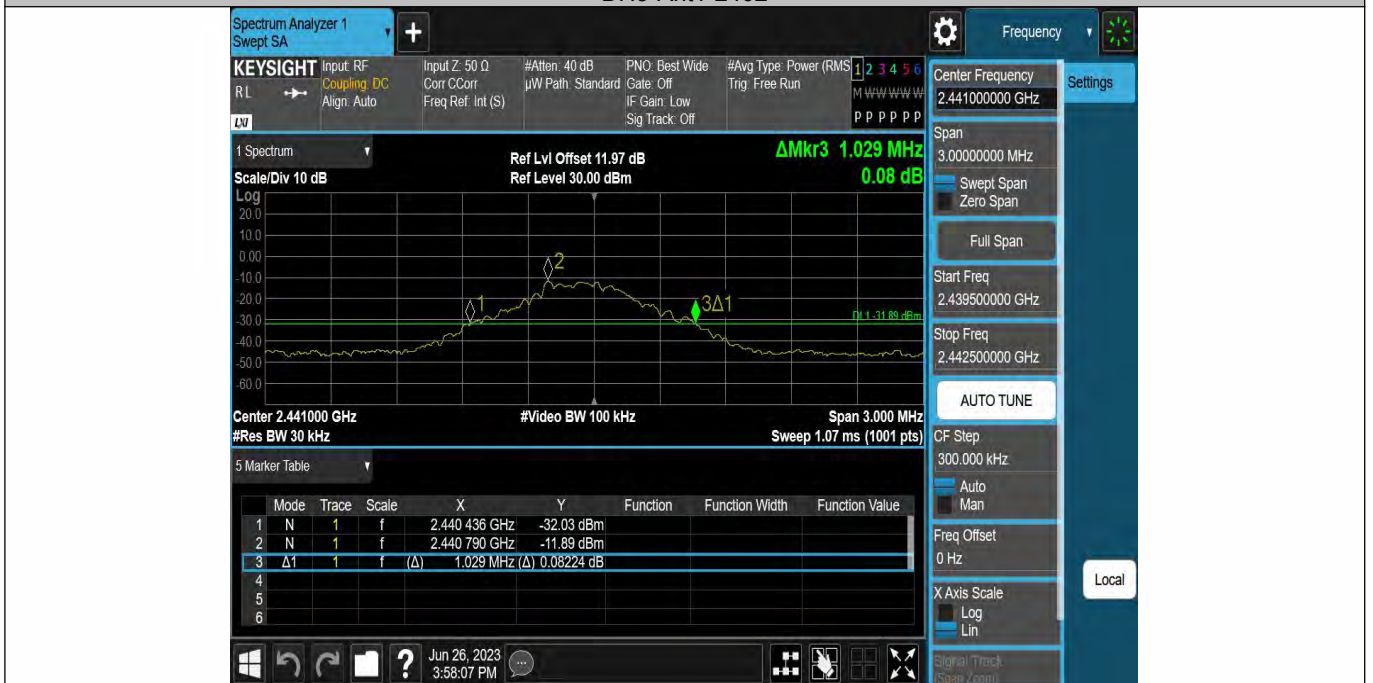 Spectrum Analyzer 1
Swept SA
+
Frequency
KEYSIGHT
RL
LXI
Input: RF
Coupling: DC
Align: Auto
Input Z: 50 Ω
Corr CCorr
Freq Ref: Int (S)
#Atten: 40 dB
µW Path: Standard
PNO: Best Wide
Gate: Off
IF Gain: Low
Sig Track: Off
#Avg Type: Power (RMS
Trig: Free Run
1 2 3 4 5 6
M W W W W W
P P P P P P
Center Frequency
2.441000000 GHz
Settings
Span
3.00000000 MHz
Swept Span
Zero Span
Full Span
Start Freq
2.439500000 GHz
Stop Freq
2.442500000 GHz
AUTO TUNE
CF Step
300.000 kHz
Auto
Man
Freq Offset
0 Hz
X Axis Scale
Log
Lin
Signal Track
(Span Zoom)
Local
1 Spectrum
Scale/Div 10 dB
Ref Lvl Offset 11.97 dB
Ref Level 30.00 dBm
ΔMkr3 1.029 MHz
0.08 dB
Log
20.0
10.0
0.00
-10.0
-20.0
-30.0
-40.0
-50.0
-60.0
1
2
3Δ1
DL1 -31.89 dBm
Center 2.441000 GHz
#Res BW 30 kHz
#Video BW 100 kHz
Span 3.000 MHz
Sweep 1.07 ms (1001 pts)
5 Marker Table
Mode Trace Scale X Y Function Function Width Function Value
1 N 1 f 2.440 436 GHz -32.03 dBm
2 N 1 f 2.440 790 GHz -11.89 dBm
3 Δ1 1 f (Δ) 1.029 MHz (Δ) 0.08224 dB
4
5
6
?
Jun 26, 2023
3:58:07 PM